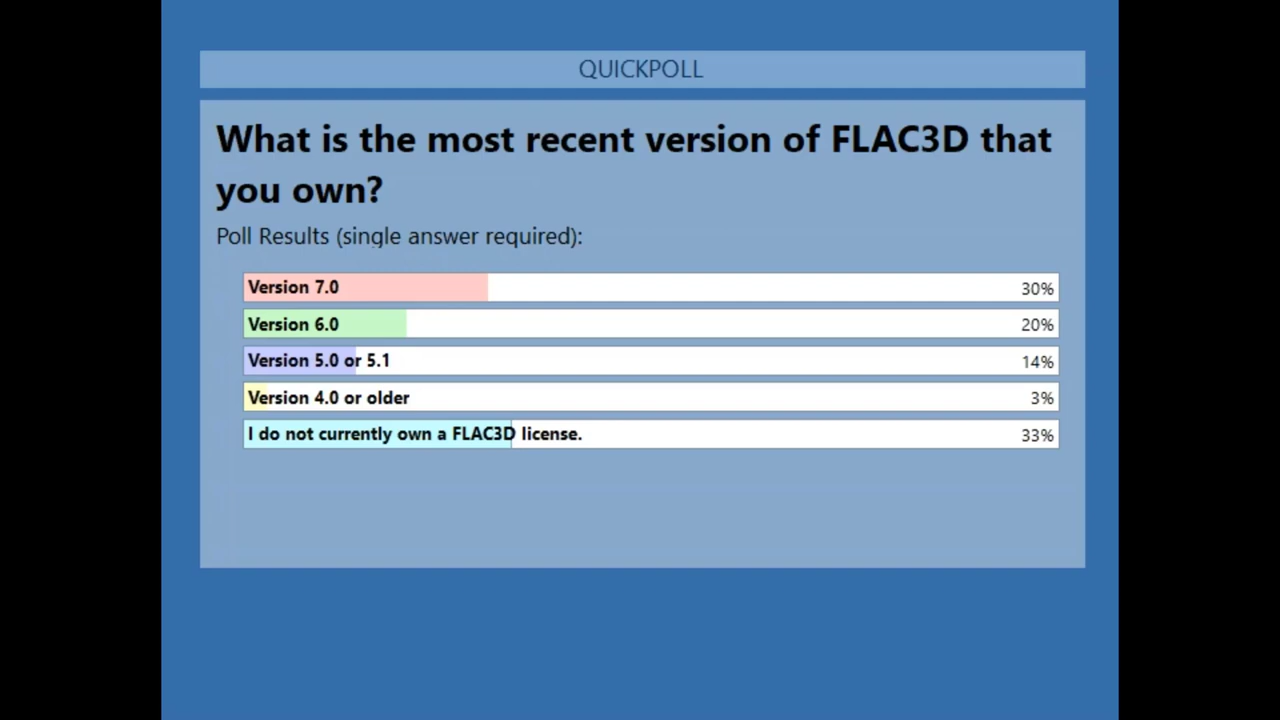 QUICKPOLL
What is the most recent version of FLAC3D that
you own?
Poll Results (single answer required):
Version 7.0 30%
Version 6.0 20%
Version 5.0 or 5.1 14%
Version 4.0 or older 3%
I do not currently own a FLAC3D license. 33%